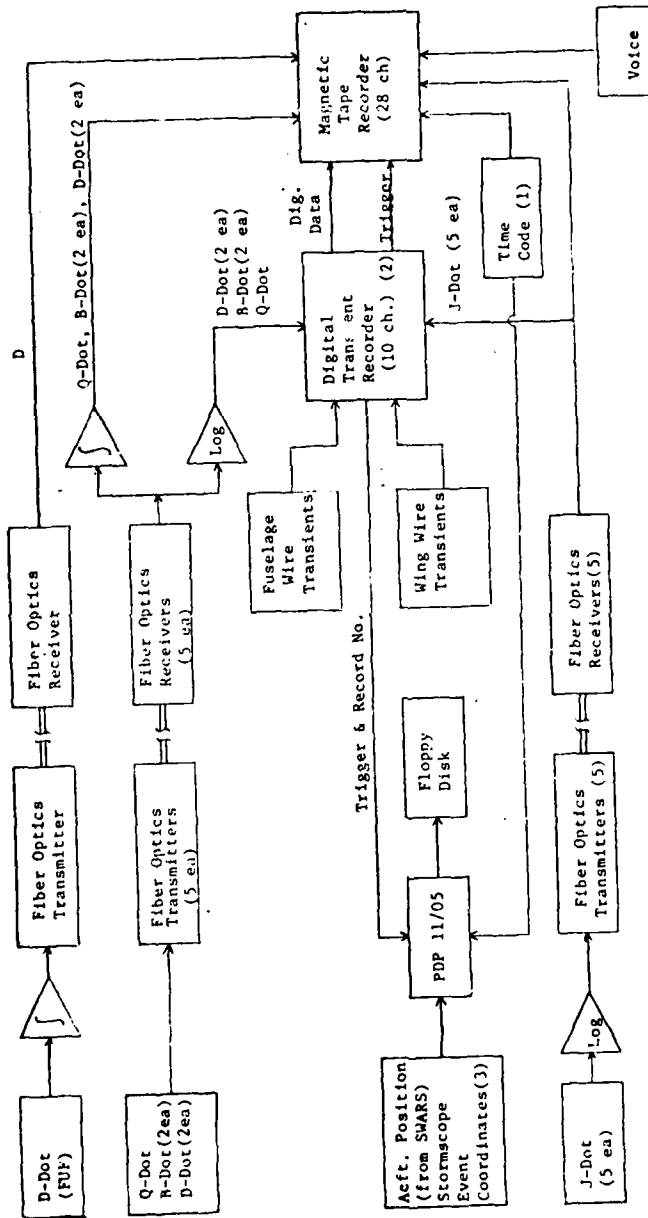 D-Dot
(FUF)
Fiber Optics
Transmitter
Fiber Optics
Receiver
D
Magnetic
Tape
Recorder
(28 ch)
Q-Dot
B-Dot(2ea)
D-Dot(2ea)
Fiber Optics
Transmitters
(5 ea)
Fiber Optics
Receivers
(5 ea)
∫
∫
Q-Dot, B-Dot(2 ea), D-Dot(2 ea)
Log
D-Dot(2 ea)
B-Dot(2 ea)
Q-Dot
Dig.
Data
Trigger
Digital
Recorder
(10 ch.) (2)
Fuselage
Wire
Transients
Wing Wire
Transients
Trigger & Record No.
Acft. Position
(from SWARS)
Stormscope
Event
Coordinates(3)
PDP 11/05
Floppy
Disk
J-Dot (5 ea)
Time
Code (1)
J-Dot
(5 ea)
Log
Fiber Optics
Transmitters (5)
Fiber Optics
Receivers(5)
Voice